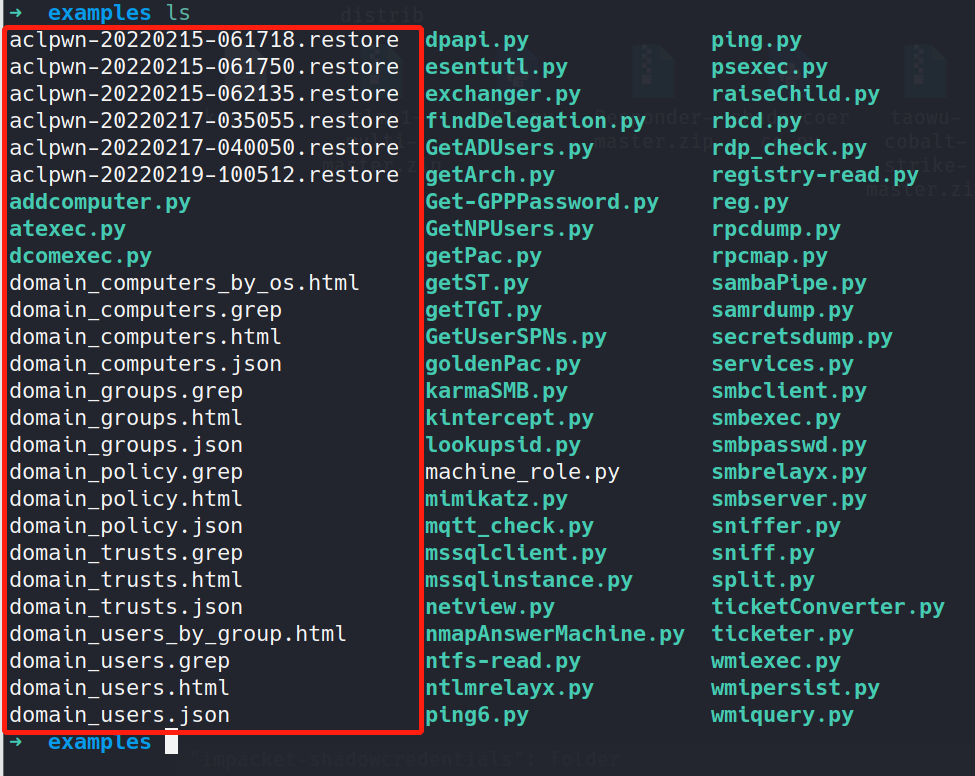 → examples ls
aclpwn-20220215-061718.restore dpapi.py ping.py
aclpwn-20220215-061750.restore esentutl.py psexec.py
aclpwn-20220215-062135.restore exchanger.py raiseChild.py
aclpwn-20220217-035055.restore findDelegation.py rbcd.py
aclpwn-20220217-040050.restore GetADUsers.py rdp_check.py
aclpwn-20220219-100512.restore getArch.py registry-read.py
addcomputer.py Get-GPPPassword.py reg.py
atexec.py GetNPUsers.py rpcdump.py
dcomexec.py getPac.py rpcmap.py
domain_computers_by_os.html getST.py sambaPipe.py
domain_computers.grep getTGT.py samrdump.py
domain_computers.html GetUserSPNs.py secretsdump.py
domain_computers.json goldenPac.py services.py
domain_groups.grep karmaSMB.py smbclient.py
domain_groups.html kintercept.py smbexec.py
domain_groups.json lookupsid.py smbpasswd.py
domain_policy.grep machine_role.py smbrelayx.py
domain_policy.html mimikatz.py smbserver.py
domain_policy.json mqtt_check.py sniffer.py
domain_trusts.grep mssqlclient.py sniff.py
domain_trusts.html mssqlinstance.py split.py
domain_trusts.json netview.py ticketConverter.py
domain_users_by_group.html nmapAnswerMachine.py ticketer.py
domain_users.grep ntfs-read.py wmiexec.py
domain_users.html ntlmrelayx.py wmipersist.py
domain_users.json ping6.py wmiquery.py
→ examples